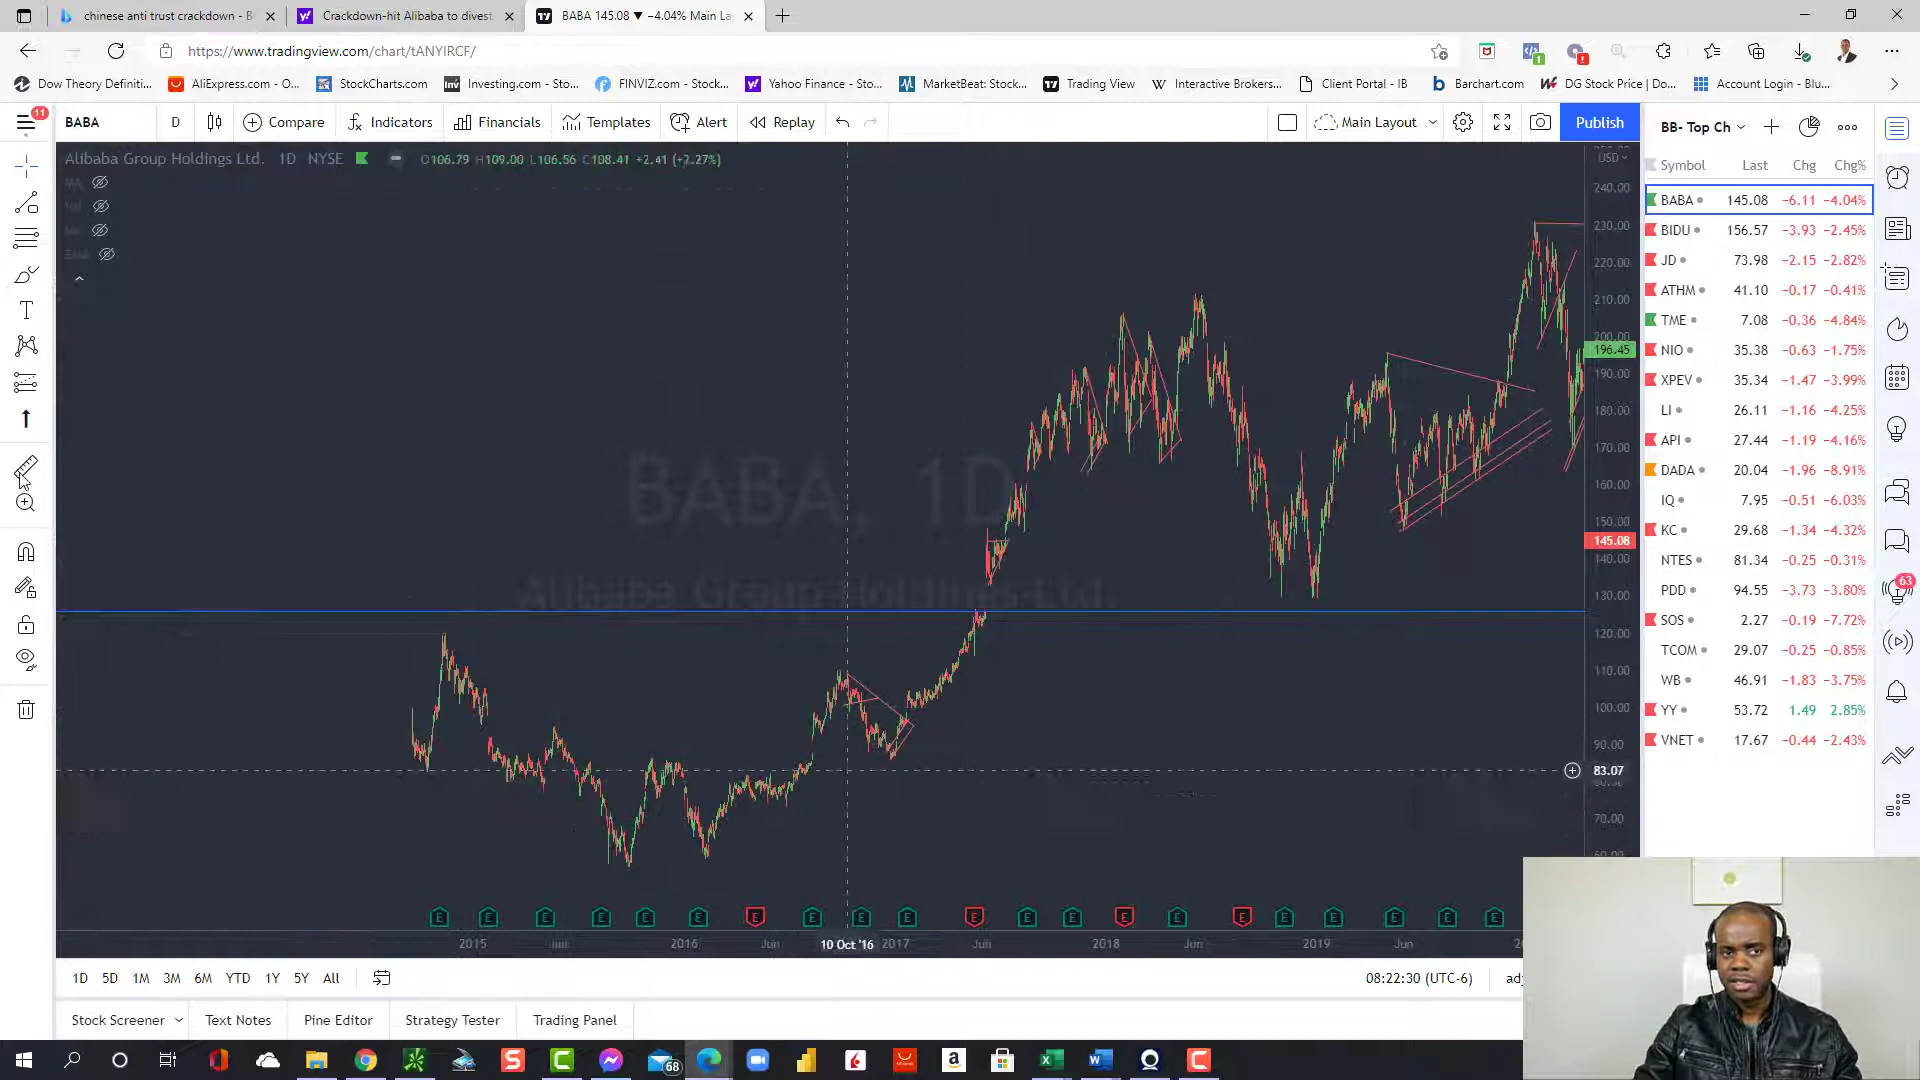 chinese anti trust crackdown - B
Crackdown-hit Alibaba to divest
BABA 145.08 ▼ −4.04% Main La
https://www.tradingview.com/chart/tANYIRCF/
Dow Theory Definiti...
AliExpress.com - O...
StockCharts.com
Investing.com - Sto...
FINVIZ.com - Stock...
Yahoo Finance - Sto...
MarketBeat: Stock...
Trading View
Interactive Brokers...
Client Portal - IB
Barchart.com
DG Stock Price | Do...
Account Login - Blu...
11
BABA D Compare Indicators Financials Templates Alert Replay Main Layout Publish
BB- Top Ch
Alibaba Group Holdings Ltd. 1D NYSE O106.79 H109.00 L106.56 C108.41 +2.41 (+2.27%)
USD
Symbol Last Chg Chg%
BABA 145.08 −6.11 −4.04%
BIDU 156.57 −3.93 −2.45%
JD 73.98 −2.15 −2.82%
ATHM 41.10 −0.17 −0.41%
TME 7.08 −0.36 −4.84%
NIO 35.38 −0.63 −1.75%
XPEV 35.34 −1.47 −3.99%
LI 26.11 −1.16 −4.25%
API 27.44 −1.19 −4.16%
DADA 20.04 −1.96 −8.91%
IQ 7.95 −0.51 −6.03%
KC 29.68 −1.34 −4.32%
NTES 81.34 −0.25 −0.31%
PDD 94.55 −3.73 −3.80%
SOS 2.27 −0.19 −7.72%
TCOM 29.07 −0.25 −0.85%
WB 46.91 −1.83 −3.75%
YY 53.72 1.49 2.85%
VNET 17.67 −0.44 −2.43%
63
240.00
230.00
220.00
210.00
200.00
196.45
190.00
180.00
170.00
160.00
150.00
145.08
140.00
130.00
120.00
110.00
100.00
90.00
83.07
70.00
BABA, 1D
Alibaba Group Holdings Ltd.
E E E E E E E E E E E E E E E E E E E E E
2015 2016 Jun 10 Oct '16 2017 Jun 2018 Jun 2019 Jun
1D 5D 1M 3M 6M YTD 1Y 5Y All
08:22:30 (UTC-6)
Stock Screener Text Notes Pine Editor Strategy Tester Trading Panel
68